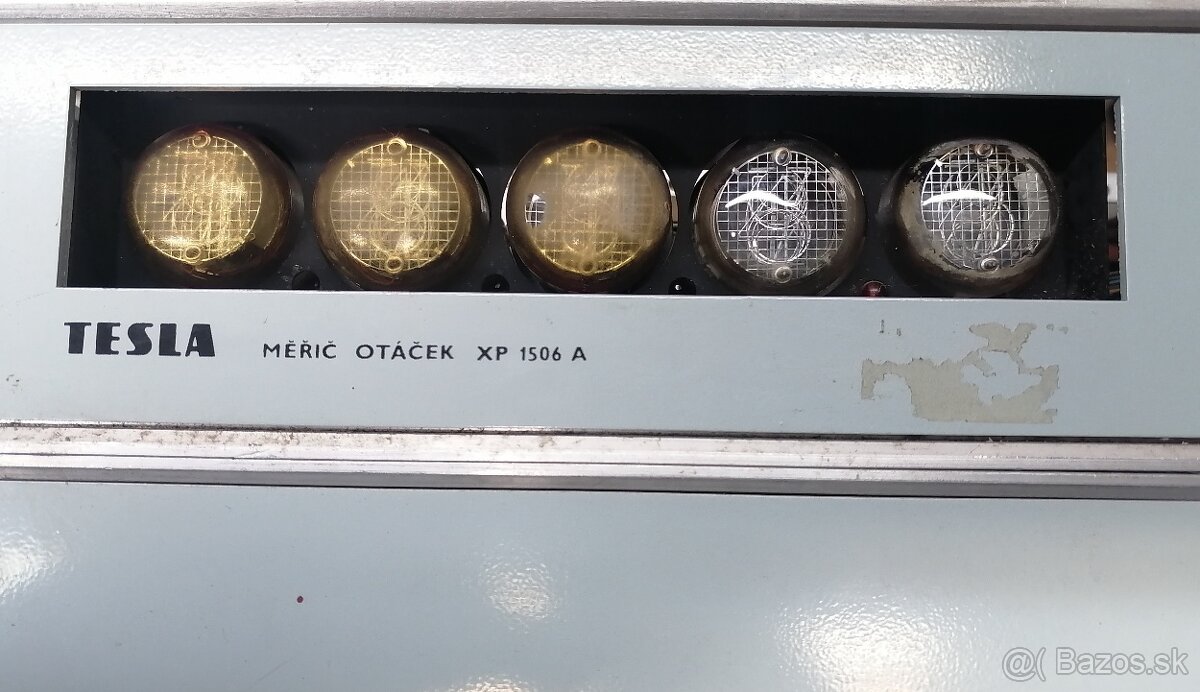 TESLA MĚŘIČ OTÁČEK XP 1506 A
@( Bazos.sk